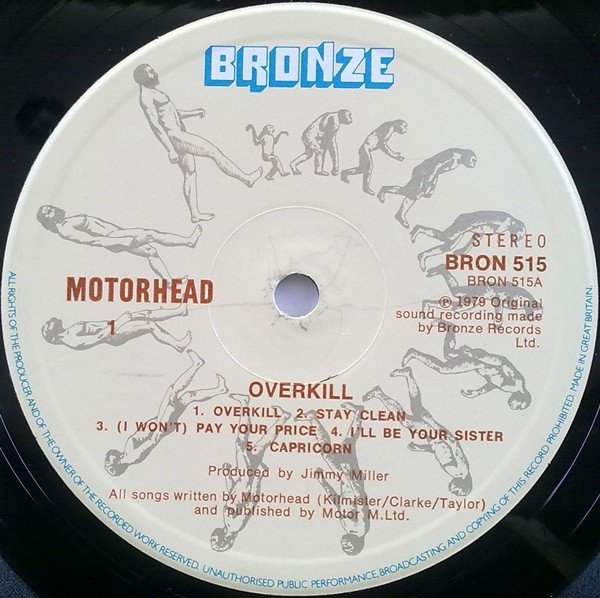 BRONZE
STEREO
BRON 515
BRON 515A
℗ 1979 Original
sound recording made
by Bronze Records
Ltd.
MOTORHEAD
1
OVERKILL
1. OVERKILL 2. STAY CLEAN
3. (I WON'T) PAY YOUR PRICE 4. I'LL BE YOUR SISTER
5. CAPRICORN
Produced by Jimmy Miller
All songs written by Motorhead (Kilmister/Clarke/Taylor)
and published by Motor M.Ltd.
ALL RIGHTS OF THE PRODUCER AND OF THE OWNER OF THE RECORDED WORK RESERVED. UNAUTHORISED PUBLIC PERFORMANCE, BROADCASTING AND COPYING OF THIS RECORD PROHIBITED. MADE IN GREAT BRITAIN.